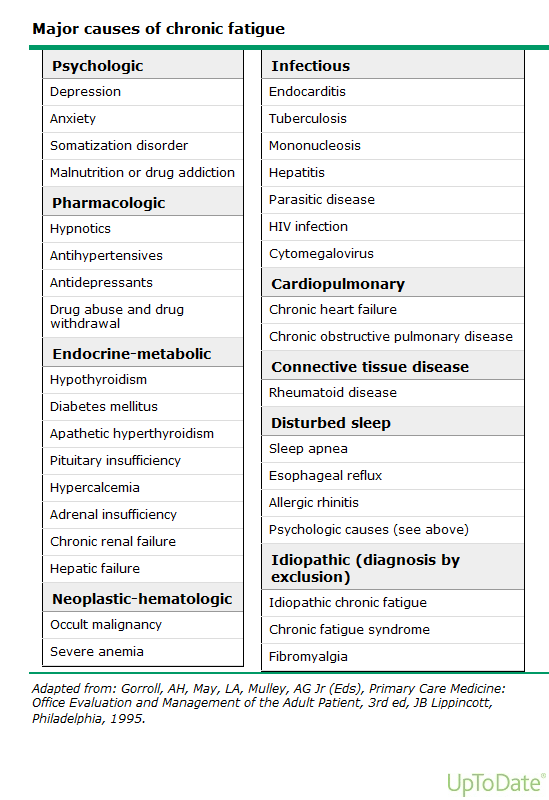 Major causes of chronic fatigue
Psychologic
Depression
Anxiety
Somatization disorder
Malnutrition or drug addiction
Pharmacologic
Hypnotics
Antihypertensives
Antidepressants
Drug abuse and drug
withdrawal
Endocrine-metabolic
Hypothyroidism
Diabetes mellitus
Apathetic hyperthyroidism
Pituitary insufficiency
Hypercalcemia
Adrenal insufficiency
Chronic renal failure
Hepatic failure
Neoplastic-hematologic
Occult malignancy
Severe anemia
Infectious
Endocarditis
Tuberculosis
Mononucleosis
Hepatitis
Parasitic disease
HIV infection
Cytomegalovirus
Cardiopulmonary
Chronic heart failure
Chronic obstructive pulmonary disease
Connective tissue disease
Rheumatoid disease
Disturbed sleep
Sleep apnea
Esophageal reflux
Allergic rhinitis
Psychologic causes (see above)
Idiopathic (diagnosis by
exclusion)
Idiopathic chronic fatigue
Chronic fatigue syndrome
Fibromyalgia
Adapted from: Gorroll, AH, May, LA, Mulley, AG Jr (Eds), Primary Care Medicine:
Office Evaluation and Management of the Adult Patient, 3rd ed, JB Lippincott,
Philadelphia, 1995.
UpToDate®